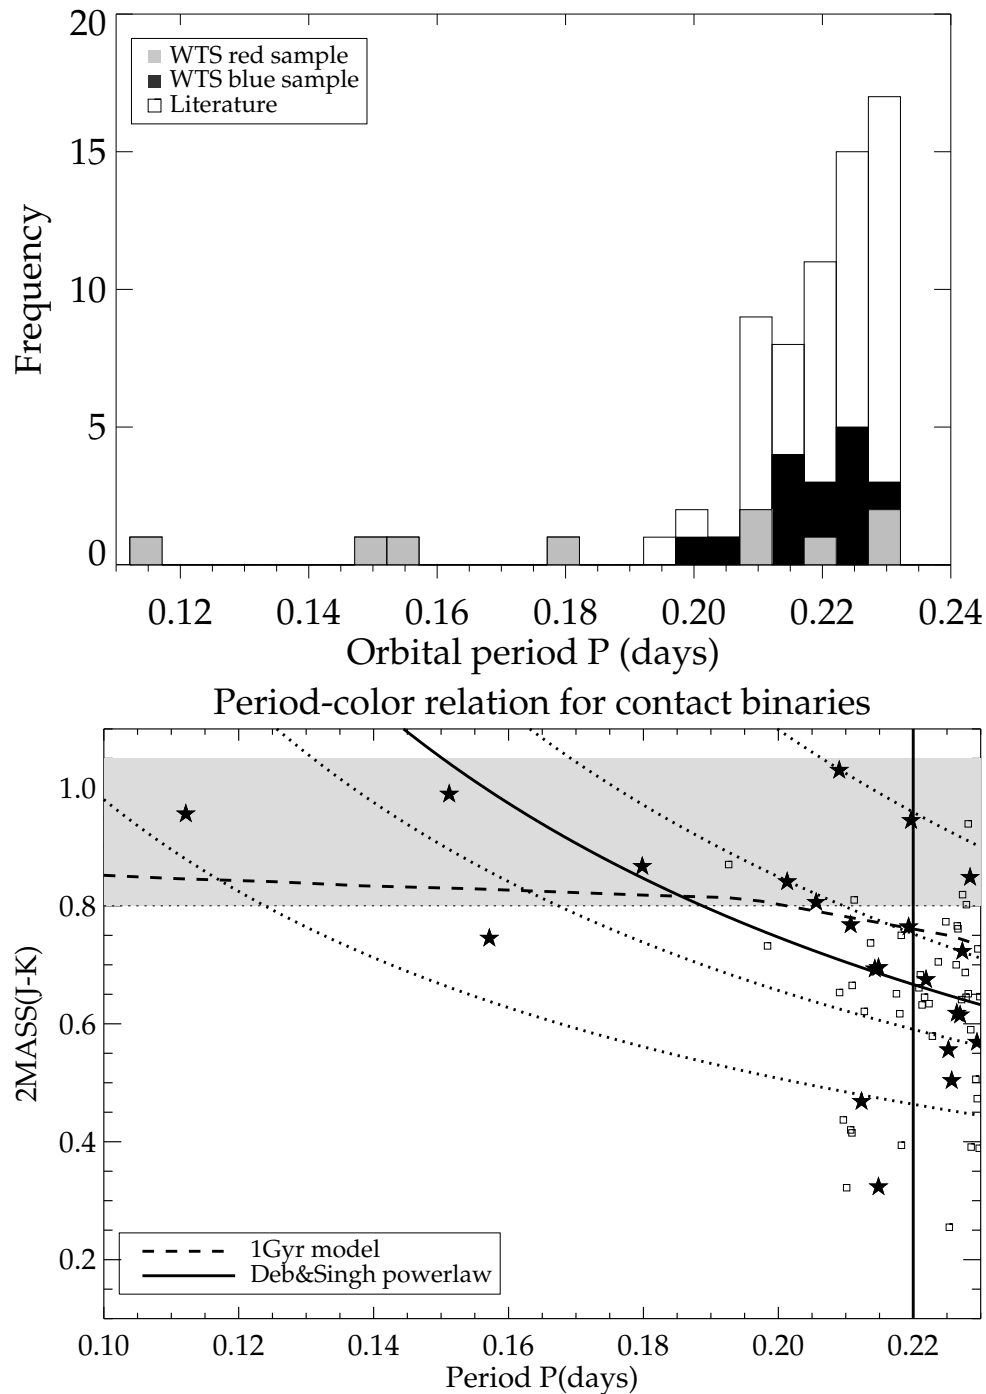 20
15
10
5
0
Frequency
WTS red sample
WTS blue sample
Literature
0.12 0.14 0.16 0.18 0.20 0.22 0.24
Orbital period P (days)
Period-color relation for contact binaries
1.0
0.8
0.6
0.4
0.2
2MASS(J-K)
1Gyr model
Deb&Singh powerlaw
0.10 0.12 0.14 0.16 0.18 0.20 0.22
Period P(days)